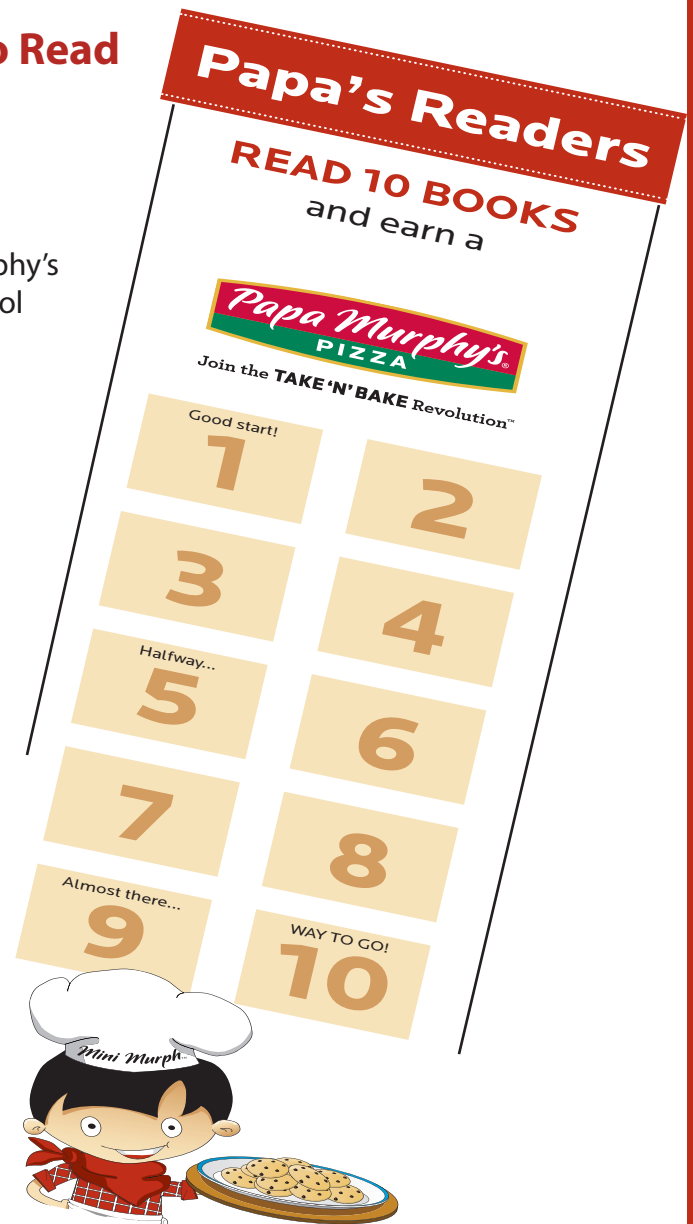 o Read
phy's
ol
Papa's Readers
READ 10 BOOKS
and earn a
Papa Murphy's®
PIZZA
Join the TAKE 'N' BAKE Revolution™
Good start!
1
2
3
4
Halfway...
5
6
7
8
Almost there...
9
WAY TO GO!
10
Mini Murph™